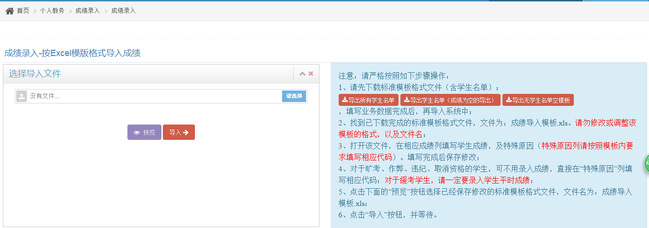 首页 > 个人教务 > 成绩录入 > 成绩录入
成绩录入-按Excel模版格式导入成绩
选择导入文件
没有文件... 请选择
预览 导入
注意，请严格按照如下步骤操作：
1、请先下载标准模板格式文件（含学生名单）：
导出所有学生名单 导出学生名单（成绩为空的导出） 导出无学生名单空模板
，填写业务数据完成后，再导入系统中；
2、找到已下载完成的标准模板格式文件，文件为：成绩导入模板.xls。请勿修改或调整该
模板的格式，以及文件名；
3、打开该文件，在相应成绩列填写学生成绩，及特殊原因（特殊原因列请按照模板内要
求填写相应代码）。填写完成后保存修改；
4、对于旷考、作弊、违纪、取消资格的学生，可不用录入成绩，直接在“特殊原因”列填
写相应代码；对于缓考学生，请一定要录入学生平时成绩；
5、点击下面的“预览”按钮选择已经保存修改的标准模板格式文件，文件名为：成绩导入
模板.xls；
6、点击“导入”按钮，并等待。